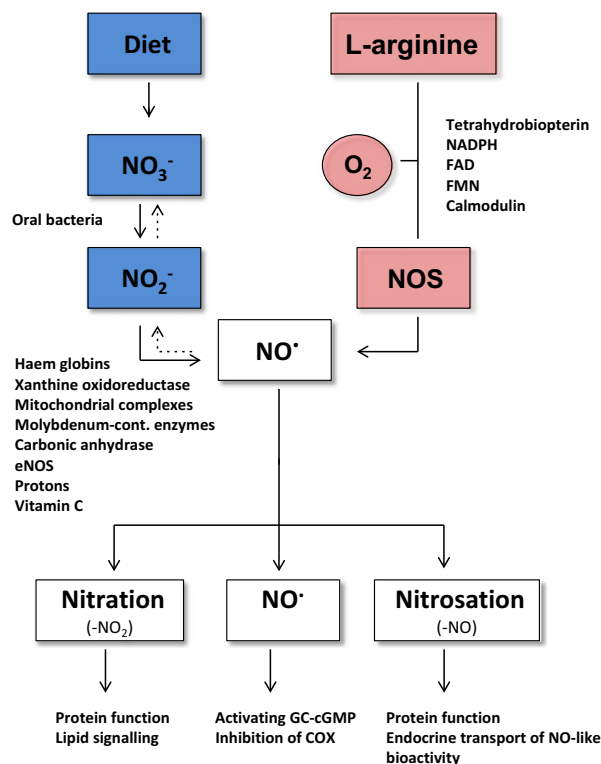 Diet
L-arginine
Tetrahydrobiopterin
NADPH
FAD
FMN
Calmodulin
O₂
NO₃⁻
Oral bacteria
NO₂⁻
NOS
NO•
Haem globins
Xanthine oxidoreductase
Mitochondrial complexes
Molybdenum-cont. enzymes
Carbonic anhydrase
eNOS
Protons
Vitamin C
Nitration
(-NO₂)
NO•
Nitrosation
(-NO)
Protein function
Lipid signalling
Activating GC-cGMP
Inhibition of COX
Protein function
Endocrine transport of NO-like
bioactivity